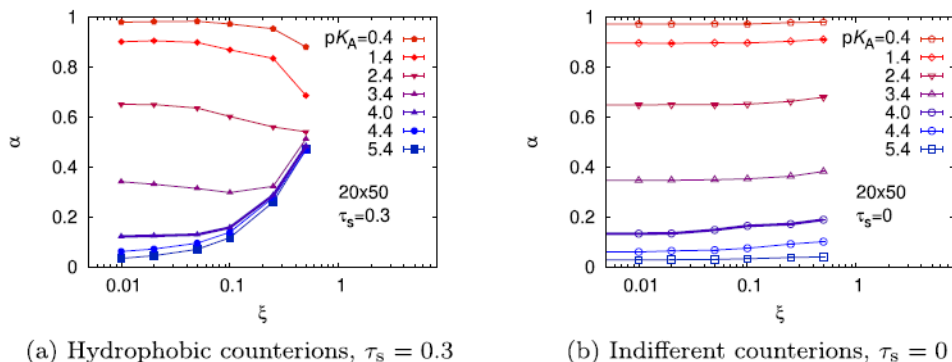 1
0.8
0.6
0.4
0.2
0
α
0.01
0.1
1
ξ
pKA=0.4
1.4
2.4
3.4
4.0
4.4
5.4
20x50
τs=0.3
(a) Hydrophobic counterions, τs = 0.3
1
0.8
0.6
0.4
0.2
0
α
0.01
0.1
1
ξ
pKA=0.4
1.4
2.4
3.4
4.0
4.4
5.4
20x50
τs=0
(b) Indifferent counterions, τs = 0